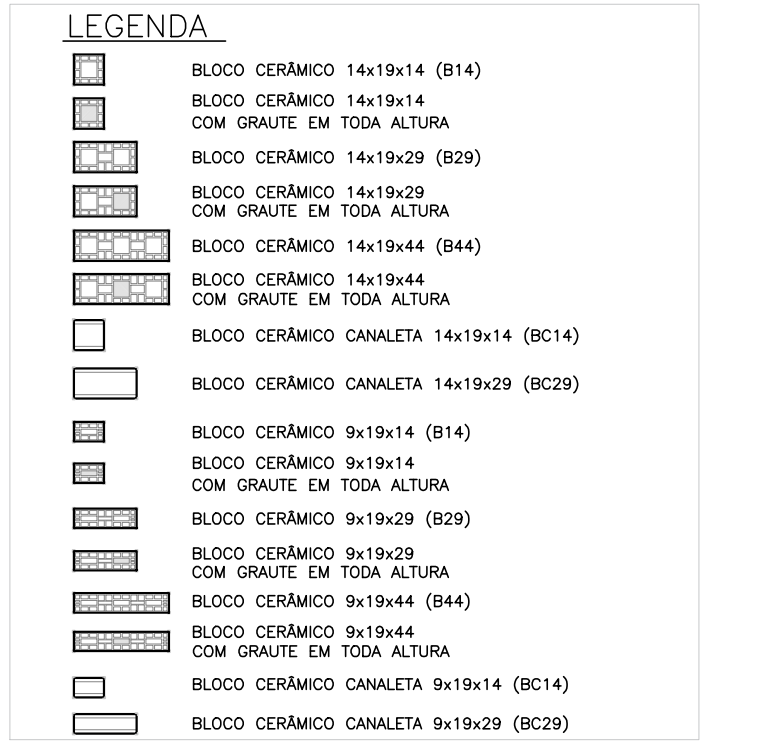 LEGENDA
BLOCO CERÂMICO 14x19x14 (B14)
BLOCO CERÂMICO 14x19x14
COM GRAUTE EM TODA ALTURA
BLOCO CERÂMICO 14x19x29 (B29)
BLOCO CERÂMICO 14x19x29
COM GRAUTE EM TODA ALTURA
BLOCO CERÂMICO 14x19x44 (B44)
BLOCO CERÂMICO 14x19x44
COM GRAUTE EM TODA ALTURA
BLOCO CERÂMICO CANALETA 14x19x14 (BC14)
BLOCO CERÂMICO CANALETA 14x19x29 (BC29)
BLOCO CERÂMICO 9x19x14 (B14)
BLOCO CERÂMICO 9x19x14
COM GRAUTE EM TODA ALTURA
BLOCO CERÂMICO 9x19x29 (B29)
BLOCO CERÂMICO 9x19x29
COM GRAUTE EM TODA ALTURA
BLOCO CERÂMICO 9x19x44 (B44)
BLOCO CERÂMICO 9x19x44
COM GRAUTE EM TODA ALTURA
BLOCO CERÂMICO CANALETA 9x19x14 (BC14)
BLOCO CERÂMICO CANALETA 9x19x29 (BC29)